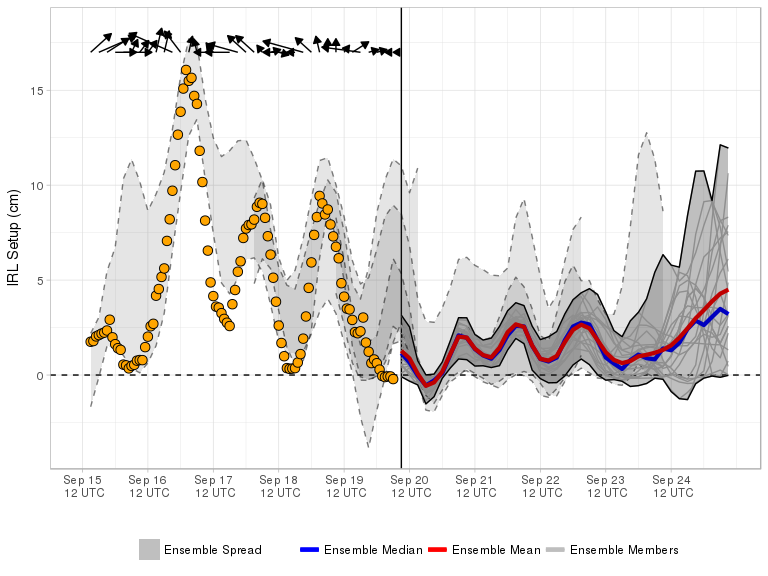 IRL Setup (cm)
15
10
5
0
Sep 15 Sep 16 Sep 17 Sep 18 Sep 19 Sep 20 Sep 21 Sep 22 Sep 23 Sep 24
12 UTC 12 UTC 12 UTC 12 UTC 12 UTC 12 UTC 12 UTC 12 UTC 12 UTC 12 UTC
Ensemble Spread Ensemble Median Ensemble Mean Ensemble Members